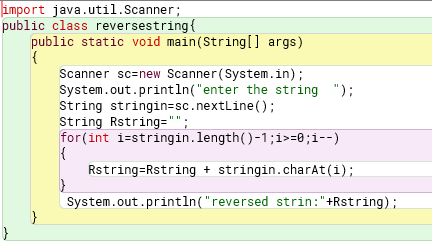 import java.util.Scanner;
public class reversestring{
    public static void main(String[] args)
    {
        Scanner sc=new Scanner(System.in);
        System.out.println("enter the string  ");
        String stringin=sc.nextLine();
        String Rstring="";
        for(int i=stringin.length()-1;i>=0;i--)
        {
            Rstring=Rstring + stringin.charAt(i);
        }
         System.out.println("reversed strin:"+Rstring);
    }
}